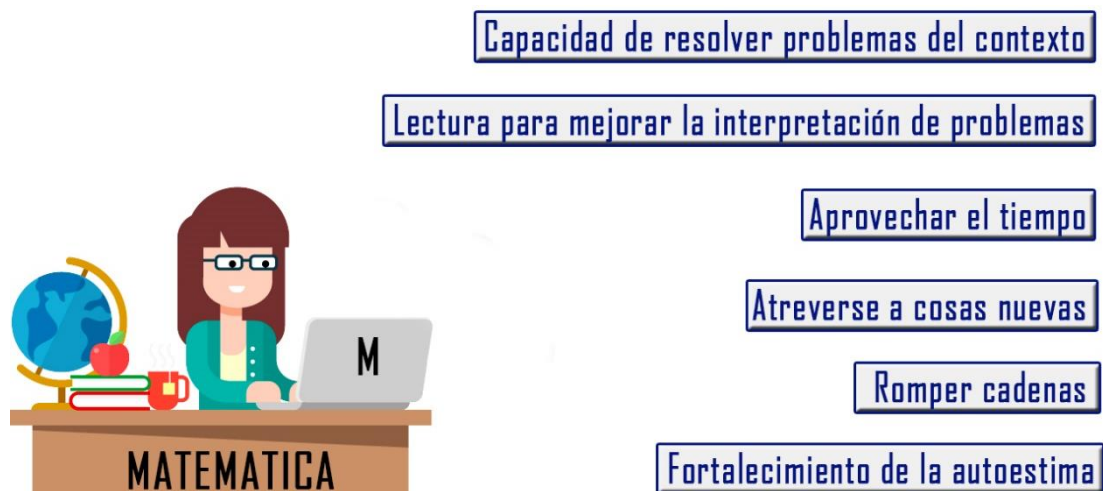 Capacidad de resolver problemas del contexto
Lectura para mejorar la interpretación de problemas
Aprovechar el tiempo
Atreverse a cosas nuevas
Romper cadenas
Fortalecimiento de la autoestima
M
MATEMATICA